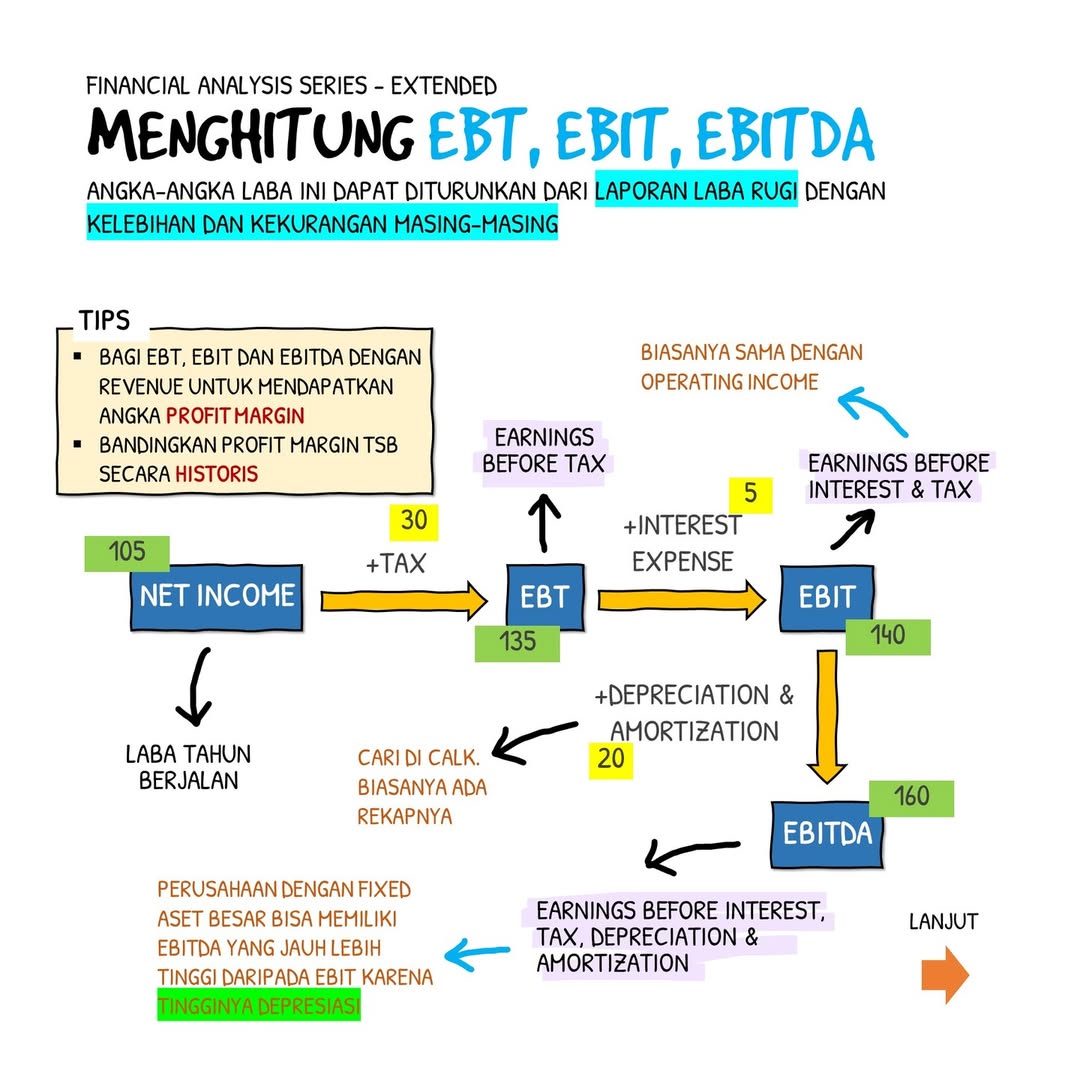 FINANCIAL ANALYSIS SERIES - EXTENDED
MENGHITUNG EBT, EBIT, EBITDA
ANGKA-ANGKA LABA INI DAPAT DITURUNKAN DARI LAPORAN LABA RUGI DENGAN
KELEBIHAN DAN KEKURANGAN MASING-MASING
TIPS
▪ BAGI EBT, EBIT DAN EBITDA DENGAN
REVENUE UNTUK MENDAPATKAN
ANGKA PROFIT MARGIN
▪ BANDINGKAN PROFIT MARGIN TSB
SECARA HISTORIS
BIASANYA SAMA DENGAN
OPERATING INCOME
EARNINGS
BEFORE TAX
EARNINGS BEFORE
INTEREST & TAX
105
NET INCOME
30
+TAX
EBT
135
5
+INTEREST
EXPENSE
EBIT
140
LABA TAHUN
BERJALAN
+DEPRECIATION &
AMORTIZATION
20
CARI DI CALK.
BIASANYA ADA
REKAPNYA
160
EBITDA
EARNINGS BEFORE INTEREST,
TAX, DEPRECIATION &
AMORTIZATION
PERUSAHAAN DENGAN FIXED
ASET BESAR BISA MEMILIKI
EBITDA YANG JAUH LEBIH
TINGGI DARIPADA EBIT KARENA
TINGGINYA DEPRESIASI
LANJUT